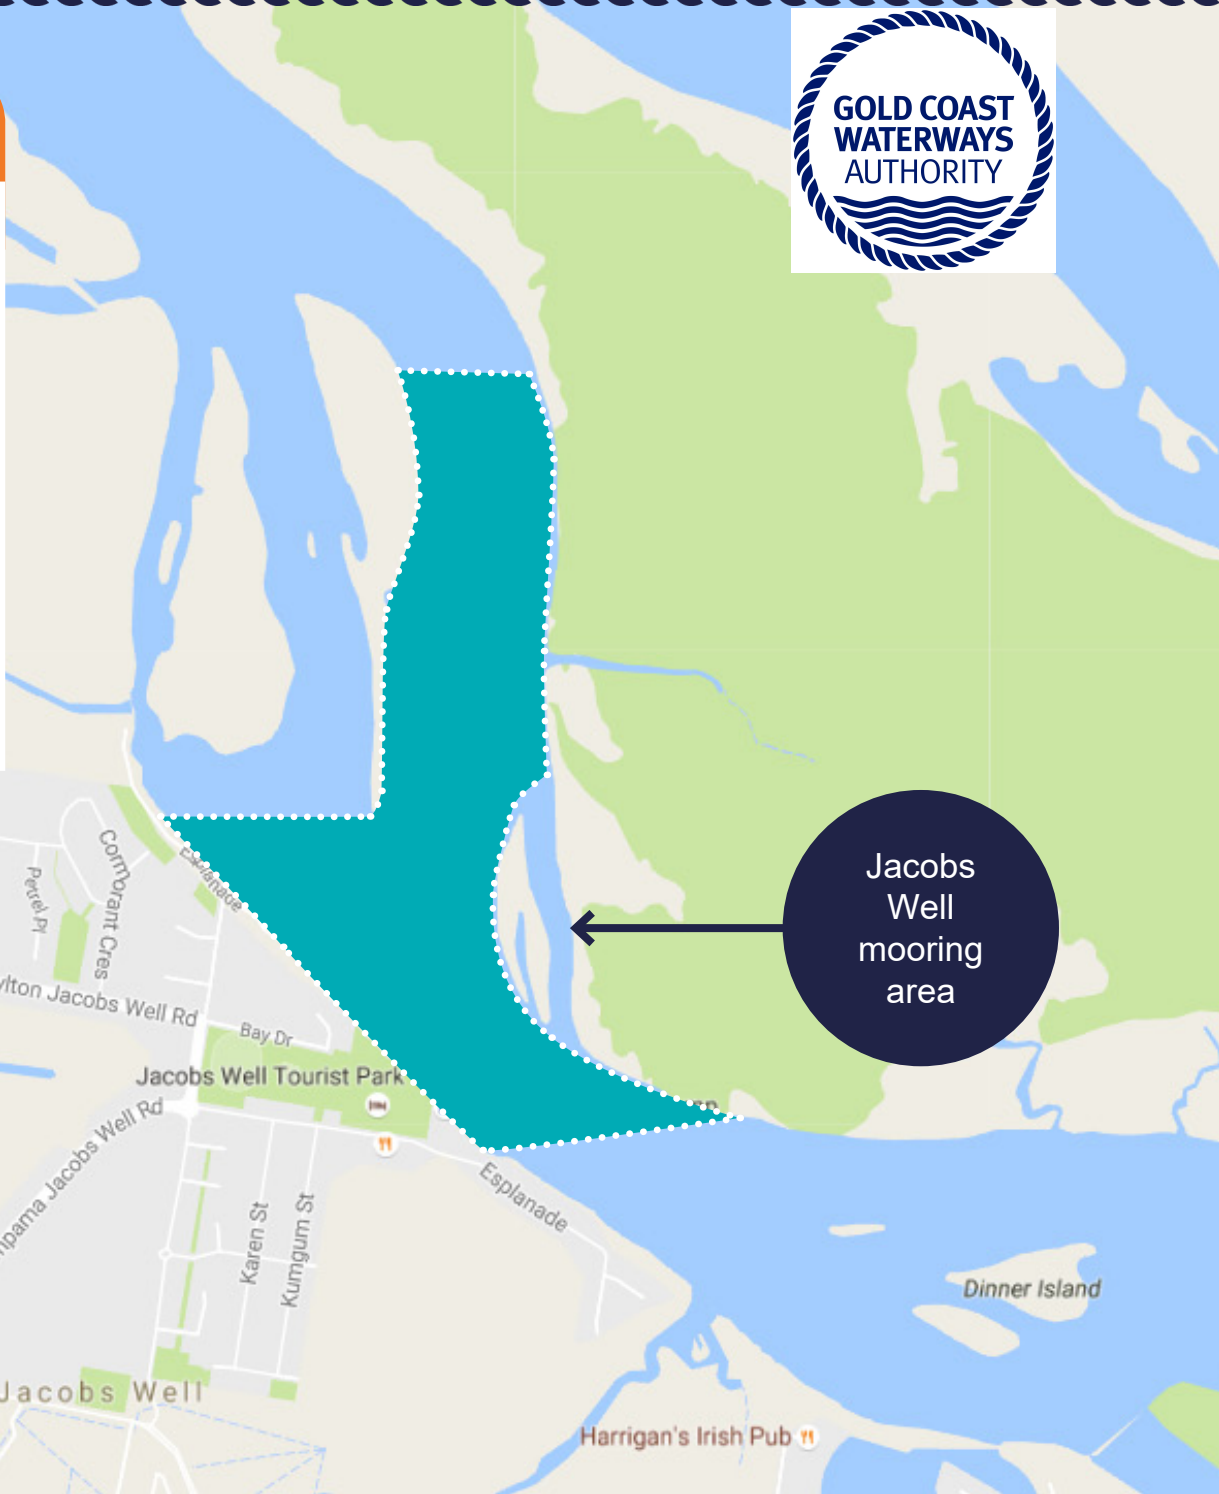 GOLD COAST
WATERWAYS
AUTHORITY
Jacobs
Well
mooring
area
Esplanade
Cormorant Cres
Petrel Pl
Jacobs Well Rd
Bay Dr
Jacobs Well Tourist Park
Jacobs Well Rd
Esplanade
Karen St
Kumgum St
Dinner Island
Jacobs Well
Harrigan's Irish Pub